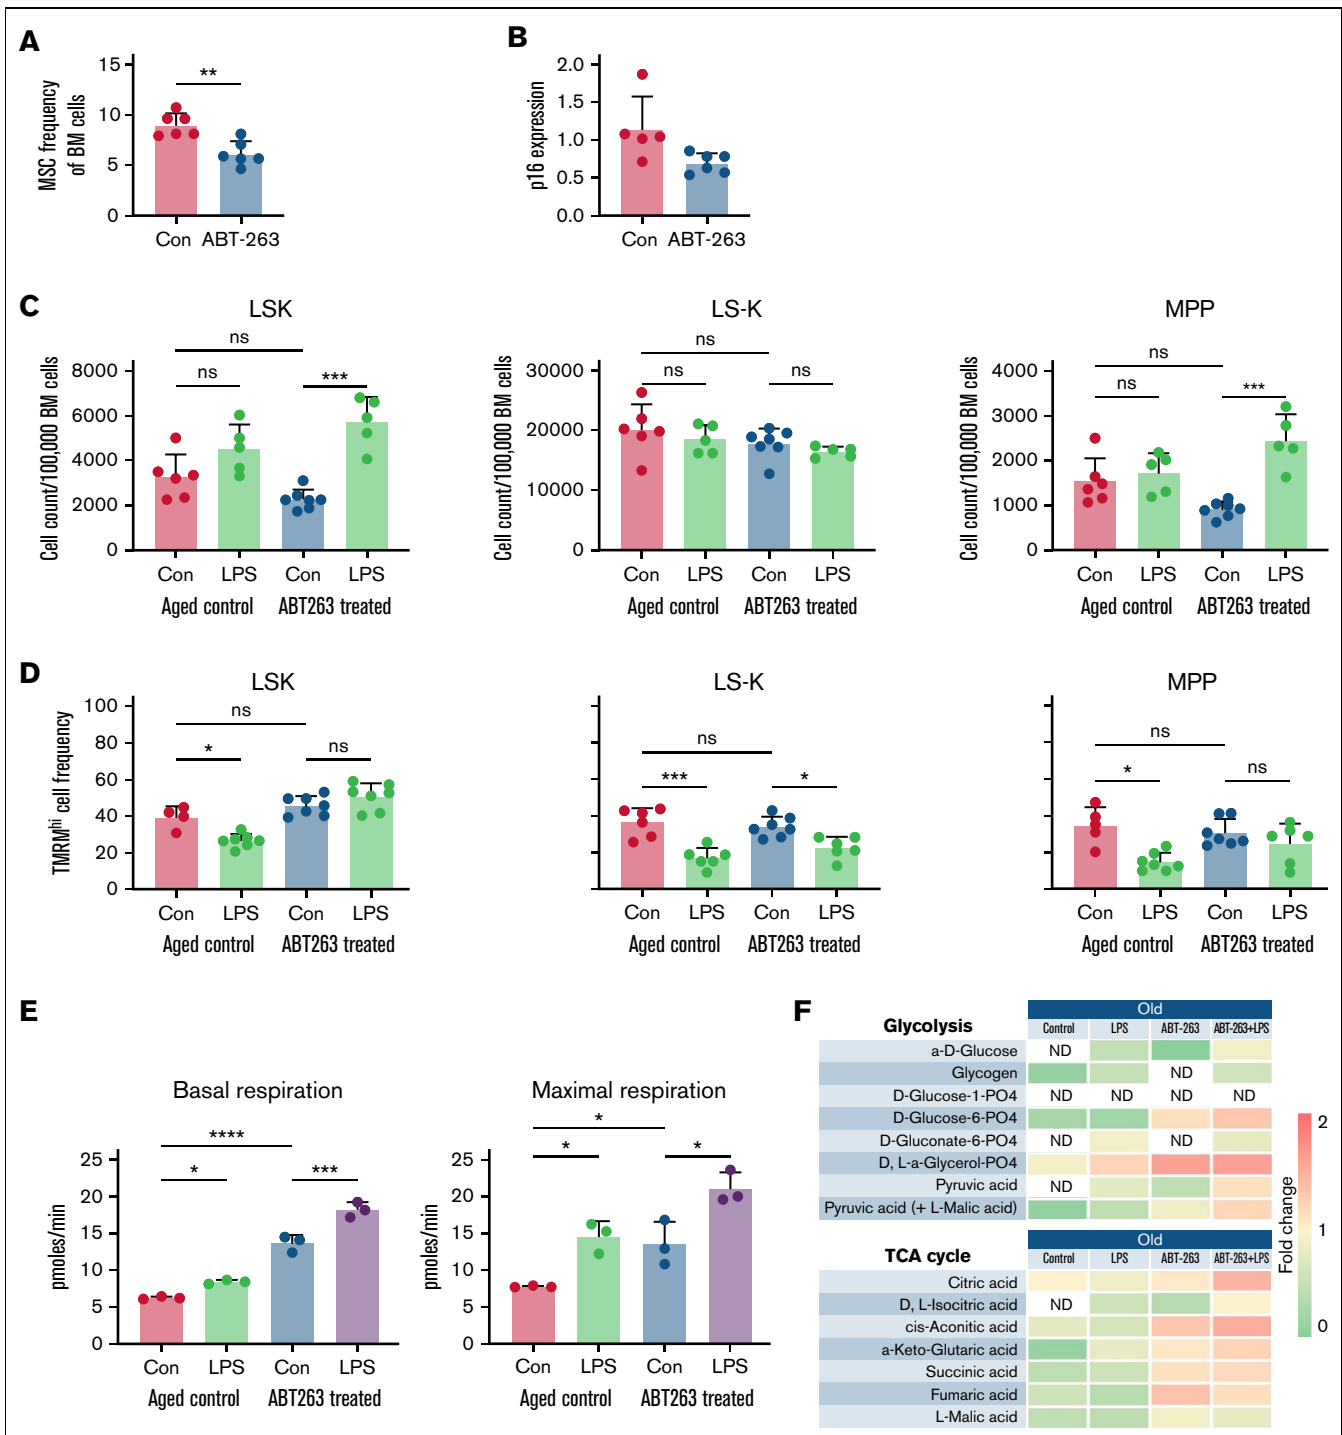 A
B
MSC frequency
of BM cells
15
10
5
0
**
Con ABT-263
p16 expression
2.0
1.5
1.0
0.5
0.0
Con ABT-263
C
LSK
Cell count/100,000 BM cells
8000
6000
4000
2000
0
ns
ns
***
Con LPS Con LPS
Aged control ABT263 treated
LS-K
Cell count/100,000 BM cells
30000
20000
10000
0
ns
ns
ns
Con LPS Con LPS
Aged control ABT263 treated
MPP
Cell count/100,000 BM cells
4000
3000
2000
1000
0
ns
ns
***
Con LPS Con LPS
Aged control ABT263 treated
D
LSK
TMRMhi cell frequency
100
80
60
40
20
0
ns
*
ns
Con LPS Con LPS
Aged control ABT263 treated
LS-K
ns
***
*
Con LPS Con LPS
Aged control ABT263 treated
MPP
ns
*
ns
Con LPS Con LPS
Aged control ABT263 treated
E
Basal respiration
pmoles/min
25
20
15
10
5
0
****
*
***
Con LPS Con LPS
Aged control ABT263 treated
Maximal respiration
pmoles/min
25
20
15
10
5
0
*
*
*
Con LPS Con LPS
Aged control ABT263 treated
F
Old
Glycolysis Control LPS ABT-263 ABT-263+LPS
a-D-Glucose ND
Glycogen ND
D-Glucose-1-PO4 ND ND ND ND
D-Glucose-6-PO4
D-Gluconate-6-PO4 ND ND
D, L-a-Glycerol-PO4
Pyruvic acid ND
Pyruvic acid (+ L-Malic acid)
Old
TCA cycle Control LPS ABT-263 ABT-263+LPS
Citric acid
D, L-Isocitric acid ND
cis-Aconitic acid
a-Keto-Glutaric acid
Succinic acid
Fumaric acid
L-Malic acid
Fold change
2
1
0